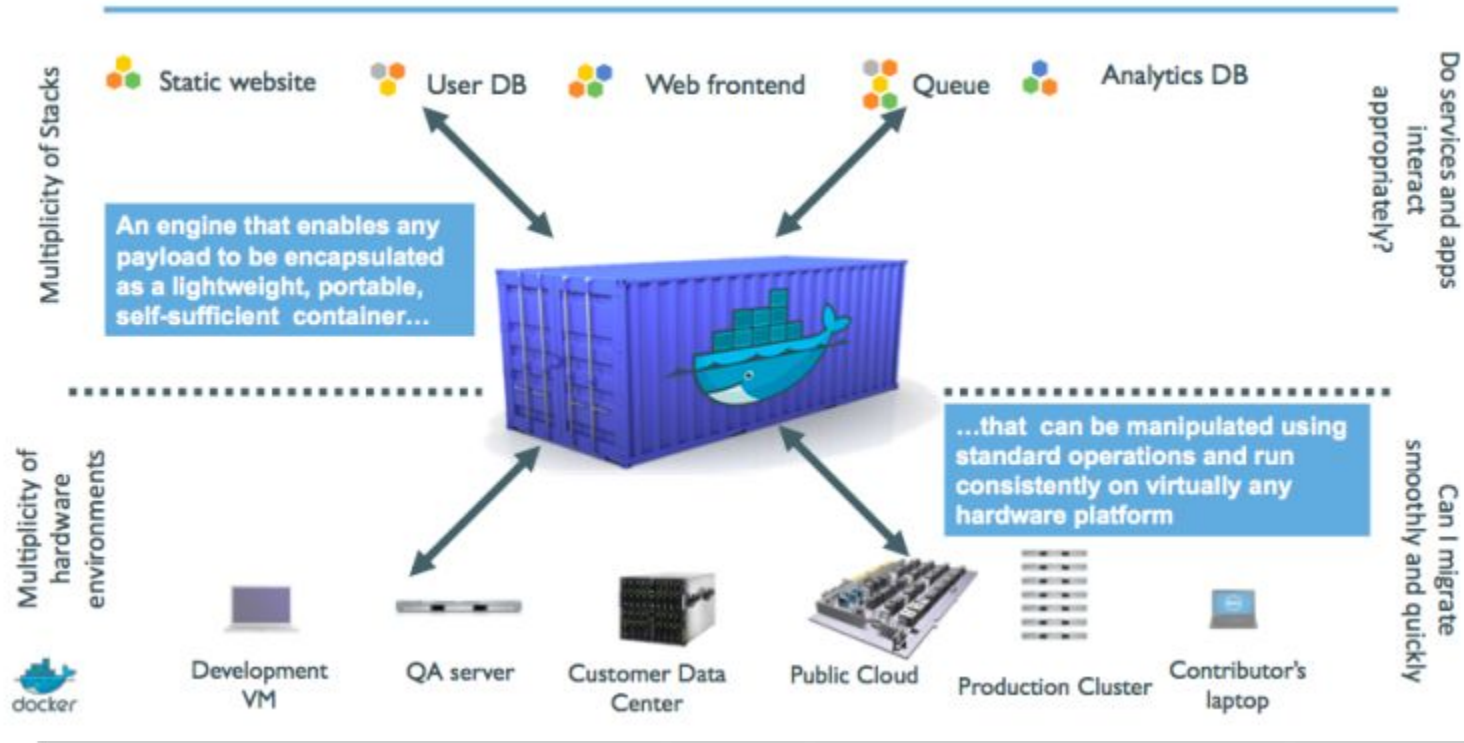 Static website
User DB
Web frontend
Queue
Analytics DB
Multiplicity of Stacks
Do services and apps
interact
appropriately?
An engine that enables any
payload to be encapsulated
as a lightweight, portable,
self-sufficient container...
...that can be manipulated using
standard operations and run
consistently on virtually any
hardware platform
Multiplicity of
hardware
environments
Can I migrate
smoothly and quickly
Development
VM
QA server
Customer Data
Center
Public Cloud
Production Cluster
Contributor's
laptop
docker